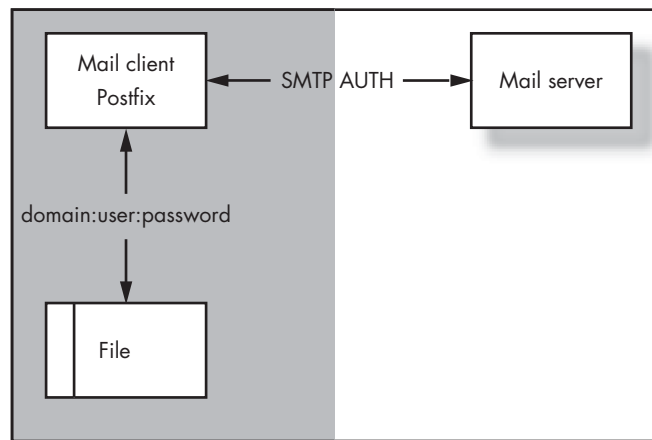 Mail client
Postfix
SMTP AUTH
Mail server
domain:user:password
File